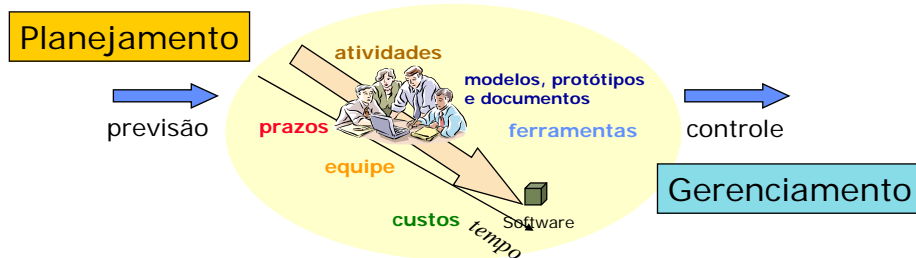 Planejamento
atividades
modelos, protótipos
e documentos
previsão
prazos
ferramentas
controle
equipe
Gerenciamento
custos
tempo
Software